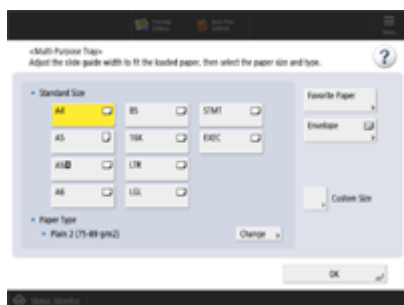 Menu
<Multi-Purpose Tray>
Adjust the slide guide width to fit the loaded paper, then select the paper size and type.
?
Standard Size
A4
B5
STMT
A5
16K
EXEC
A5R
LTR
A6
LGL
Favorite Paper
Envelope
Custom Size
Paper Type
Plain 2 (75-89 g/m2)
Change
OK
Status Monitor